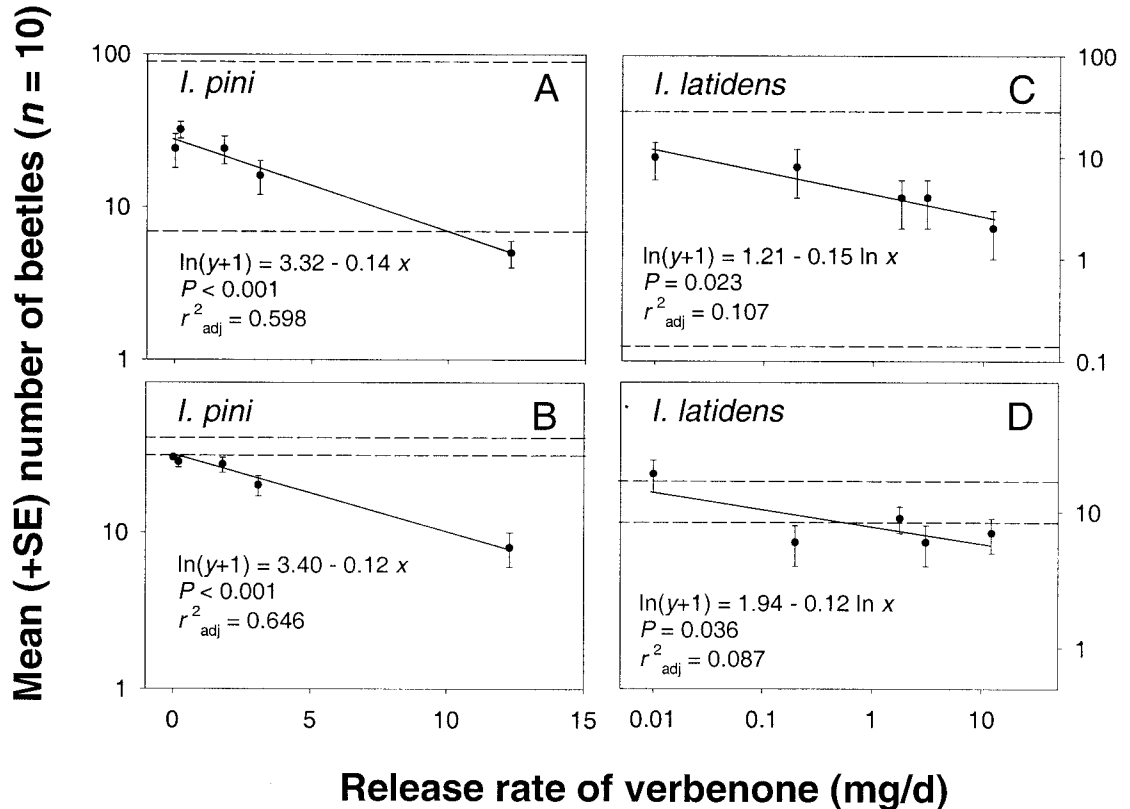 Mean (+SE) number of beetles (n = 10)
100
10
1
I. pini
A
ln(y+1) = 3.32 - 0.14 x
P < 0.001
r²adj = 0.598
I. latidens
C
100
10
1
0.1
ln(y+1) = 1.21 - 0.15 ln x
P = 0.023
r²adj = 0.107
I. pini
B
10
1
ln(y+1) = 3.40 - 0.12 x
P < 0.001
r²adj = 0.646
0 5 10 15
I. latidens
D
10
1
ln(y+1) = 1.94 - 0.12 ln x
P = 0.036
r²adj = 0.087
0.01 0.1 1 10
Release rate of verbenone (mg/d)